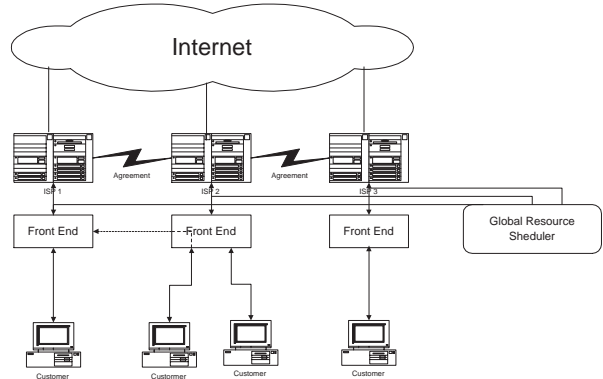 Internet
Agreement
Agreement
ISP 1
ISP 2
ISP 3
Front End
Front End
Front End
Global Resource
Sheduler
Customer
Customer
Customer
Customer